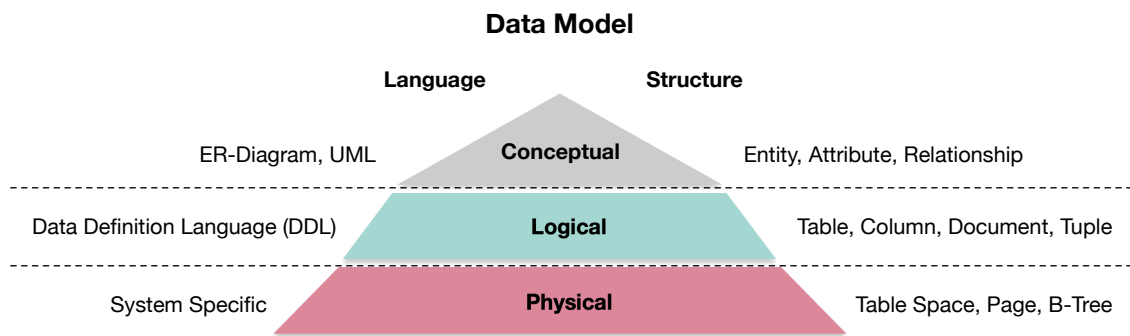 Data Model
Language Structure
ER-Diagram, UML Conceptual Entity, Attribute, Relationship
Data Definition Language (DDL) Logical Table, Column, Document, Tuple
System Specific Physical Table Space, Page, B-Tree